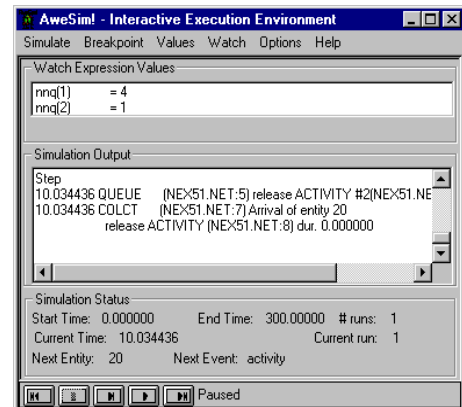 AweSim! - Interactive Execution Environment
Simulate Breakpoint Values Watch Options Help
Watch Expression Values
nnq(1) = 4
nnq(2) = 1
Simulation Output
Step
10.034436 QUEUE (NEX51.NET:5) release ACTIVITY #2(NEX51.NE
10.034436 COLCT (NEX51.NET:7) Arrival of entity 20
release ACTIVITY (NEX51.NET:8) dur. 0.000000
Simulation Status
Start Time: 0.000000 End Time: 300.00000 # runs: 1
Current Time: 10.034436 Current run: 1
Next Entity: 20 Next Event: activity
Paused